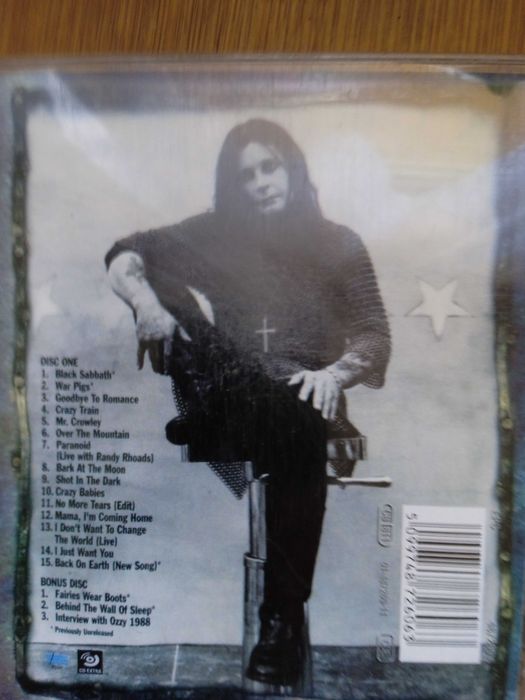 DISC ONE
1. Black Sabbath*
2. War Pigs*
3. Goodbye To Romance
4. Crazy Train
5. Mr. Crowley
6. Over The Mountain
7. Paranoid
(Live with Randy Rhoads)
8. Bark At The Moon
9. Shot In The Dark
10. Crazy Babies
11. No More Tears (Edit)
12. Mama, I'm Coming Home
13. I Don't Want To Change
The World (Live)
14. I Just Want You
15. Back On Earth (New Song)*
BONUS DISC
1. Fairies Wear Boots*
2. Behind The Wall Of Sleep*
3. Interview with Ozzy 1988
* Previously Unreleased
CD EXTRA